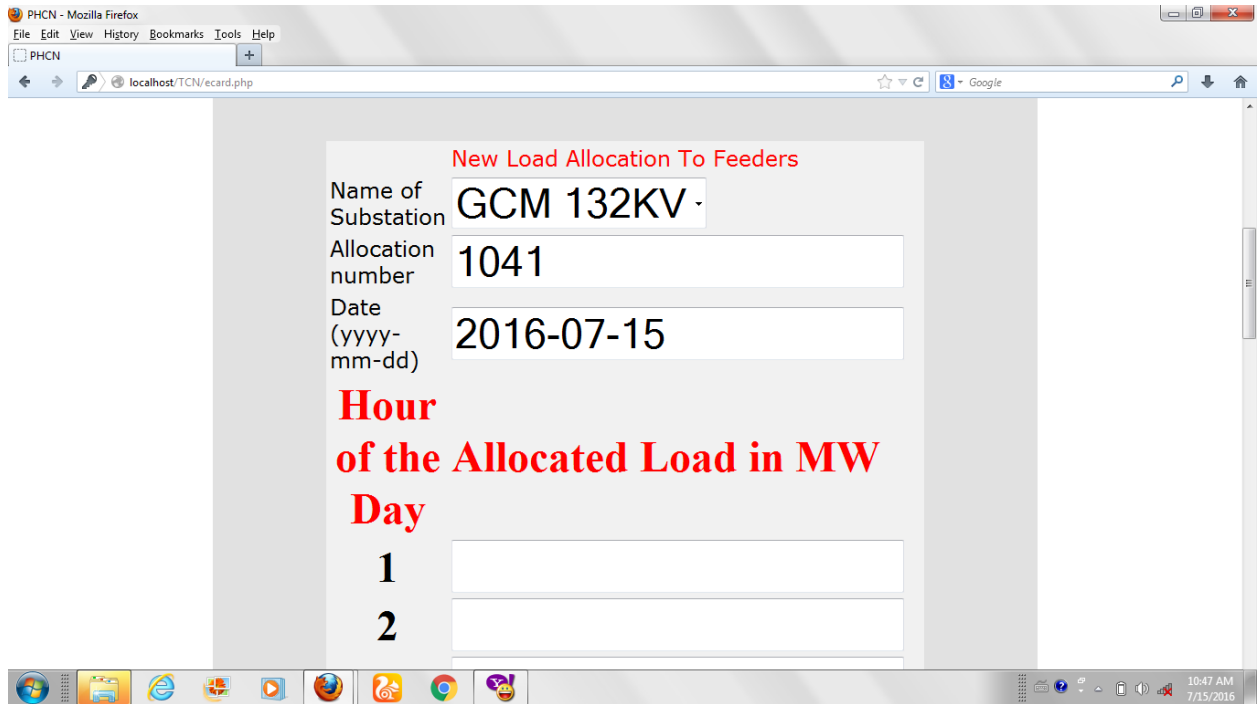 PHCN - Mozilla Firefox
File Edit View History Bookmarks Tools Help
PHCN
localhost/TCN/ecard.php
Google
New Load Allocation To Feeders
Name of
Substation
GCM 132KV
Allocation
number
1041
Date
(yyyy-
mm-dd)
2016-07-15
Hour
of the
Day
Allocated Load in MW
1
2
10:47 AM
7/15/2016